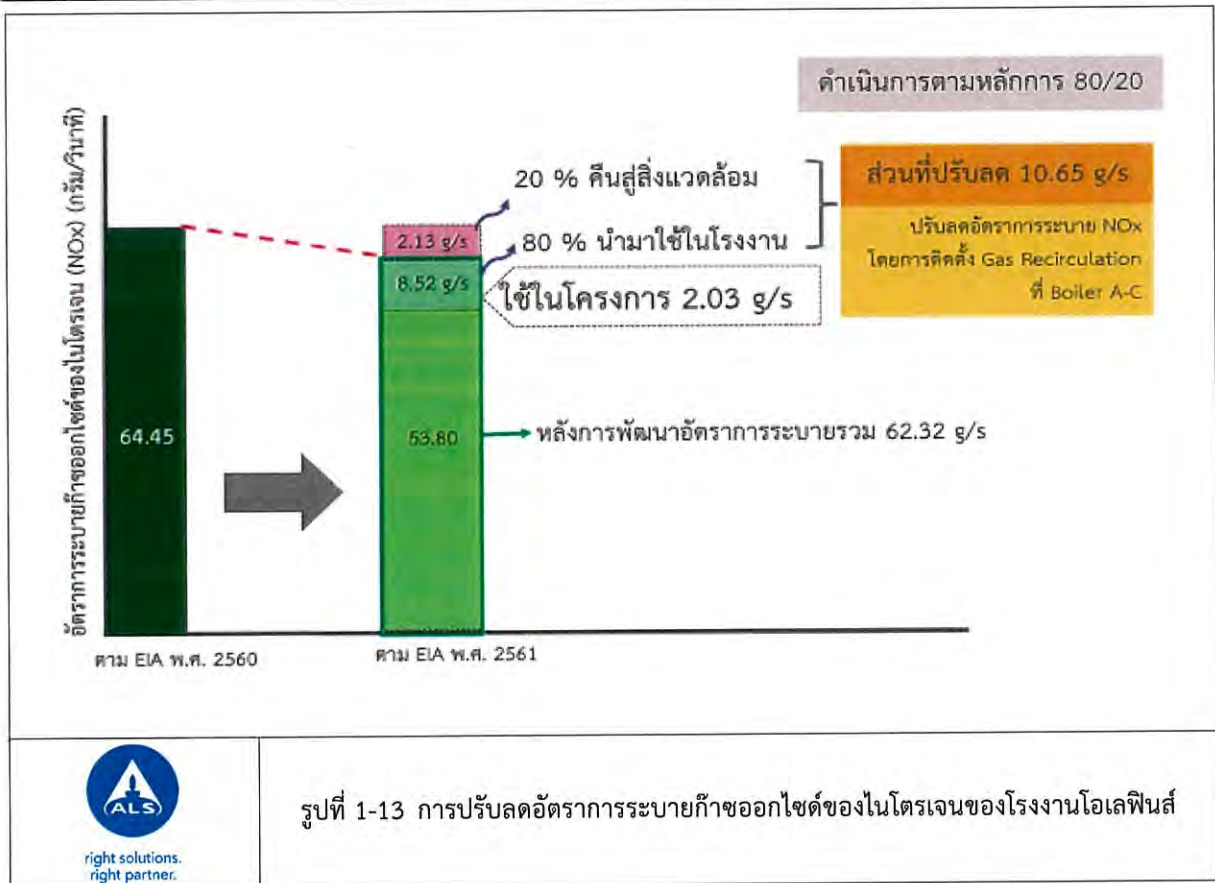 ดำเนินการตามหลักการ 80/20
อัตราการระบายก๊าซออกไซด์ของไนโตรเจน (NOx) (กรัม/วินาที)
20 % คืนสู่สิ่งแวดล้อม
ส่วนที่ปรับลด 10.65 g/s
2.13 g/s
80 % นำมาใช้ในโรงงาน
ปรับลดอัตราการระบาย NOx
โดยการติดตั้ง Gas Recirculation
ที่ Boiler A-C
8.52 g/s
ใช้ในโครงการ 2.03 g/s
64.45
53.80
หลังการพัฒนาอัตราการระบายรวม 62.32 g/s
ตาม EIA พ.ศ. 2560
ตาม EIA พ.ศ. 2561
ALS
right solutions.
right partner.
รูปที่ 1-13 การปรับลดอัตราการระบายก๊าซออกไซด์ของไนโตรเจนของโรงงานโอเลฟินส์